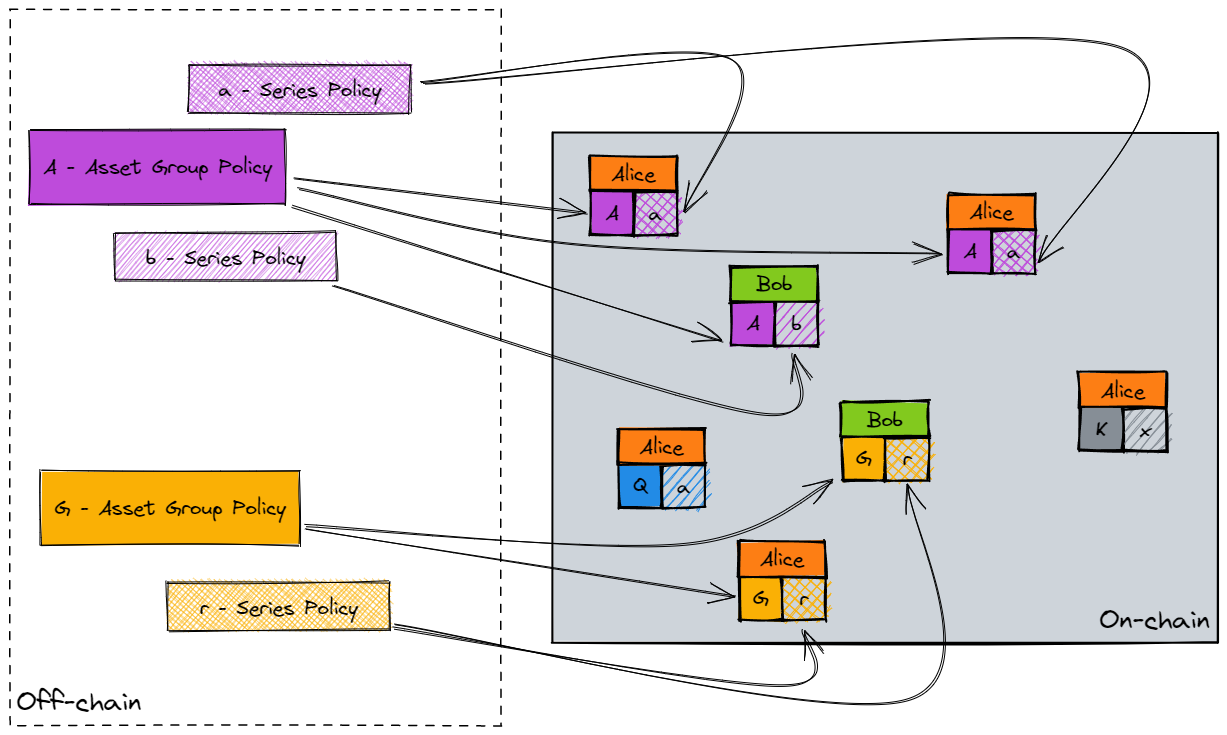 a - Series Policy
A - Asset Group Policy
b - Series Policy
G - Asset Group Policy
r - Series Policy
Off-chain
Alice
A a
Alice
A a
Bob
A b
Alice
K x
Bob
G r
Alice
Q a
Alice
G r
On-chain